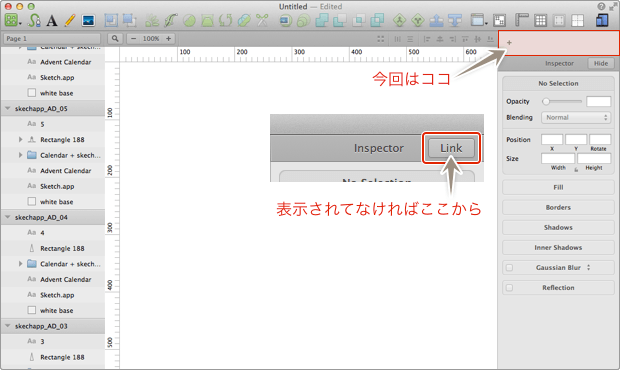 Untitled — Edited
Page 1
100%
100 200 300 400 500 600
+
今回はココ
Inspector Hide
Calendar + skech...
Advent Calendar
Sketch.app
white base
skechapp_AD_05
5
Rectangle 188
Calendar + skech...
Advent Calendar
Sketch.app
white base
skechapp_AD_04
4
Rectangle 188
Calendar + skech...
Advent Calendar
Sketch.app
white base
skechapp_AD_03
3
Rectangle 188
100
200
300
400
500
Inspector Link
No Selection
表示されてなければここから
No Selection
Opacity
Blending Normal
Position
X Y Rotate
Size
Width Height
Fill
Borders
Shadows
Inner Shadows
Gaussian Blur
Reflection